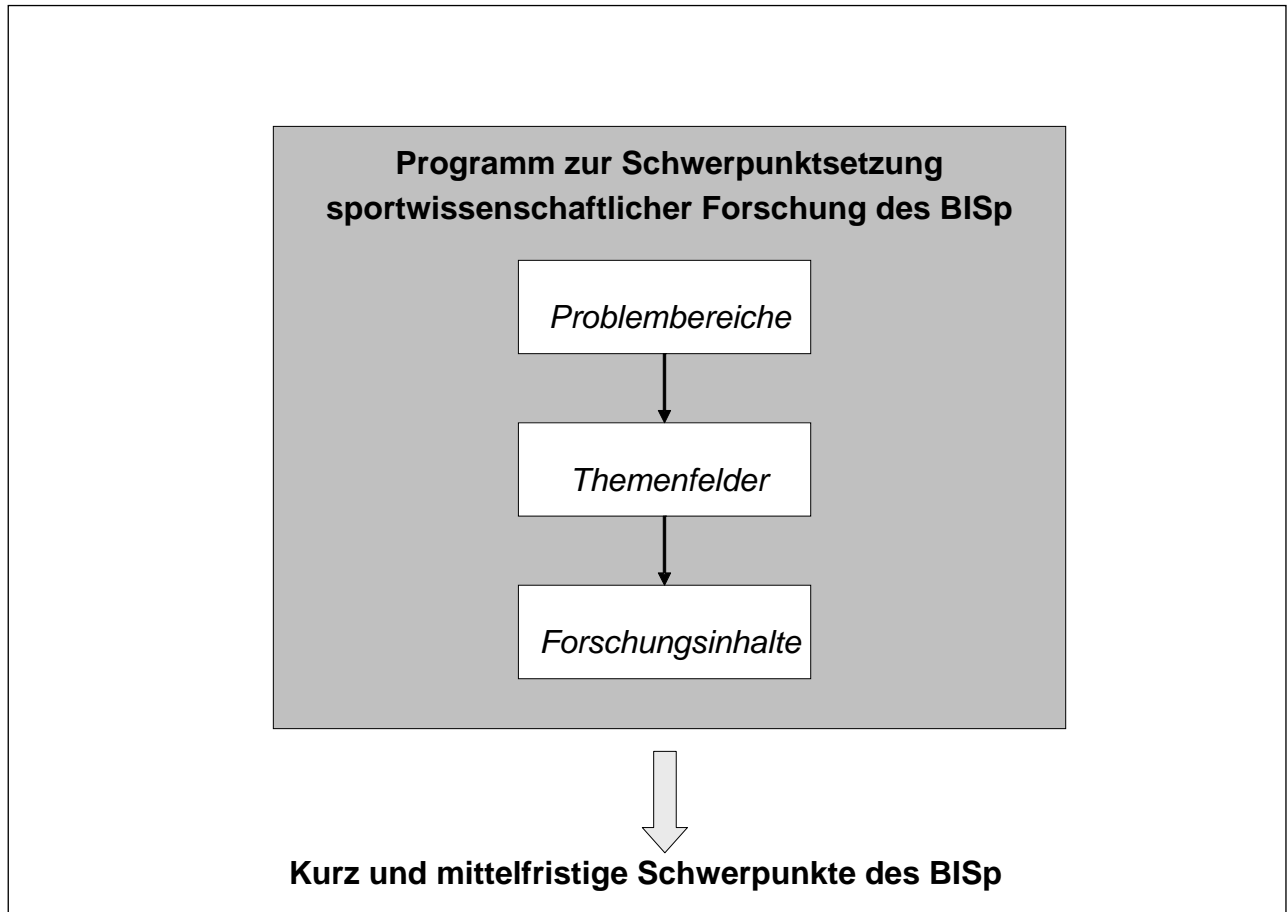 Programm zur Schwerpunktsetzung
sportwissenschaftlicher Forschung des BISp
Problembereiche
Themenfelder
Forschungsinhalte
Kurz und mittelfristige Schwerpunkte des BISp